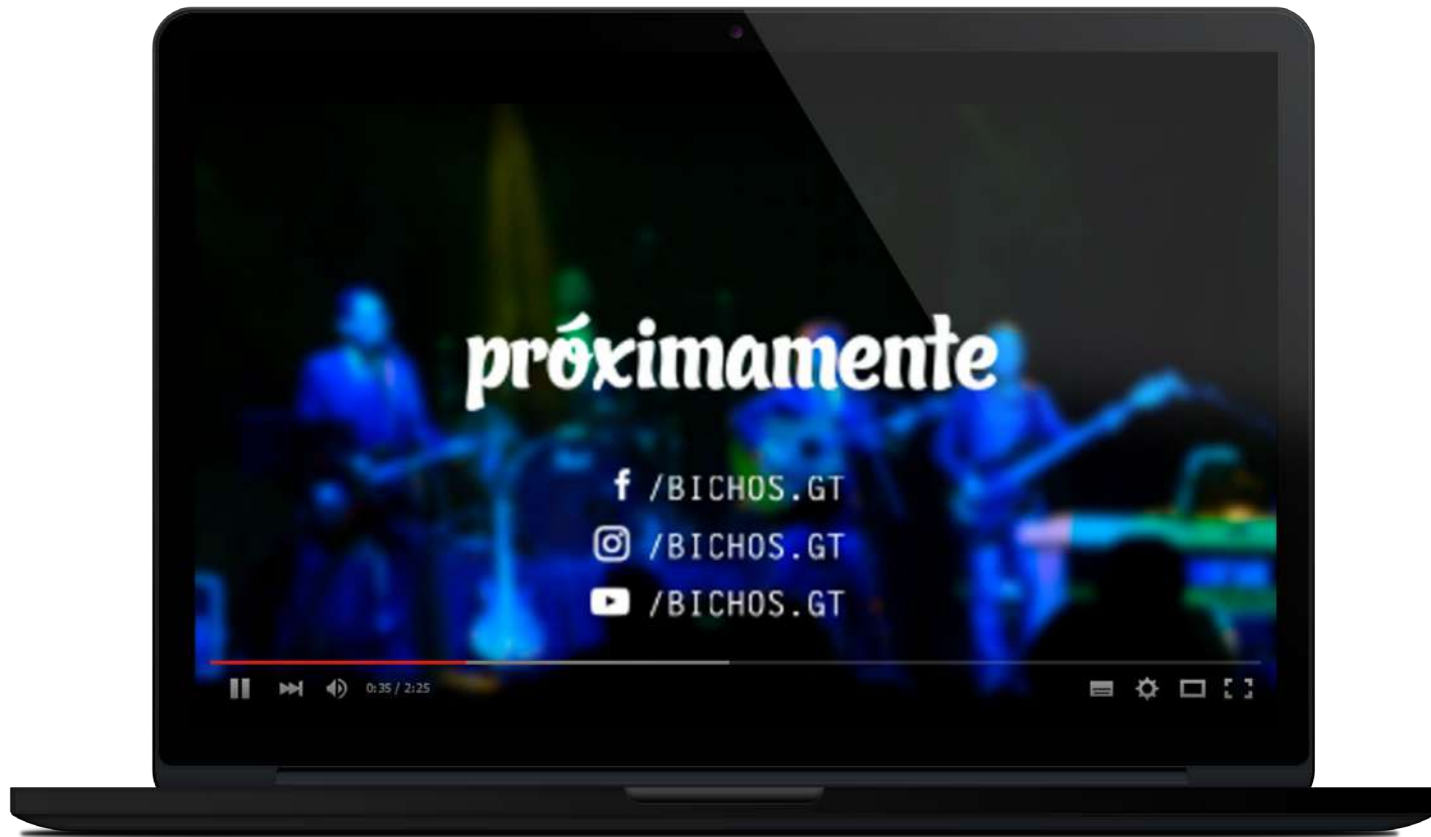 próximamente
f /BICHOS.GT
/BICHOS.GT
/BICHOS.GT
0:35 / 2:25